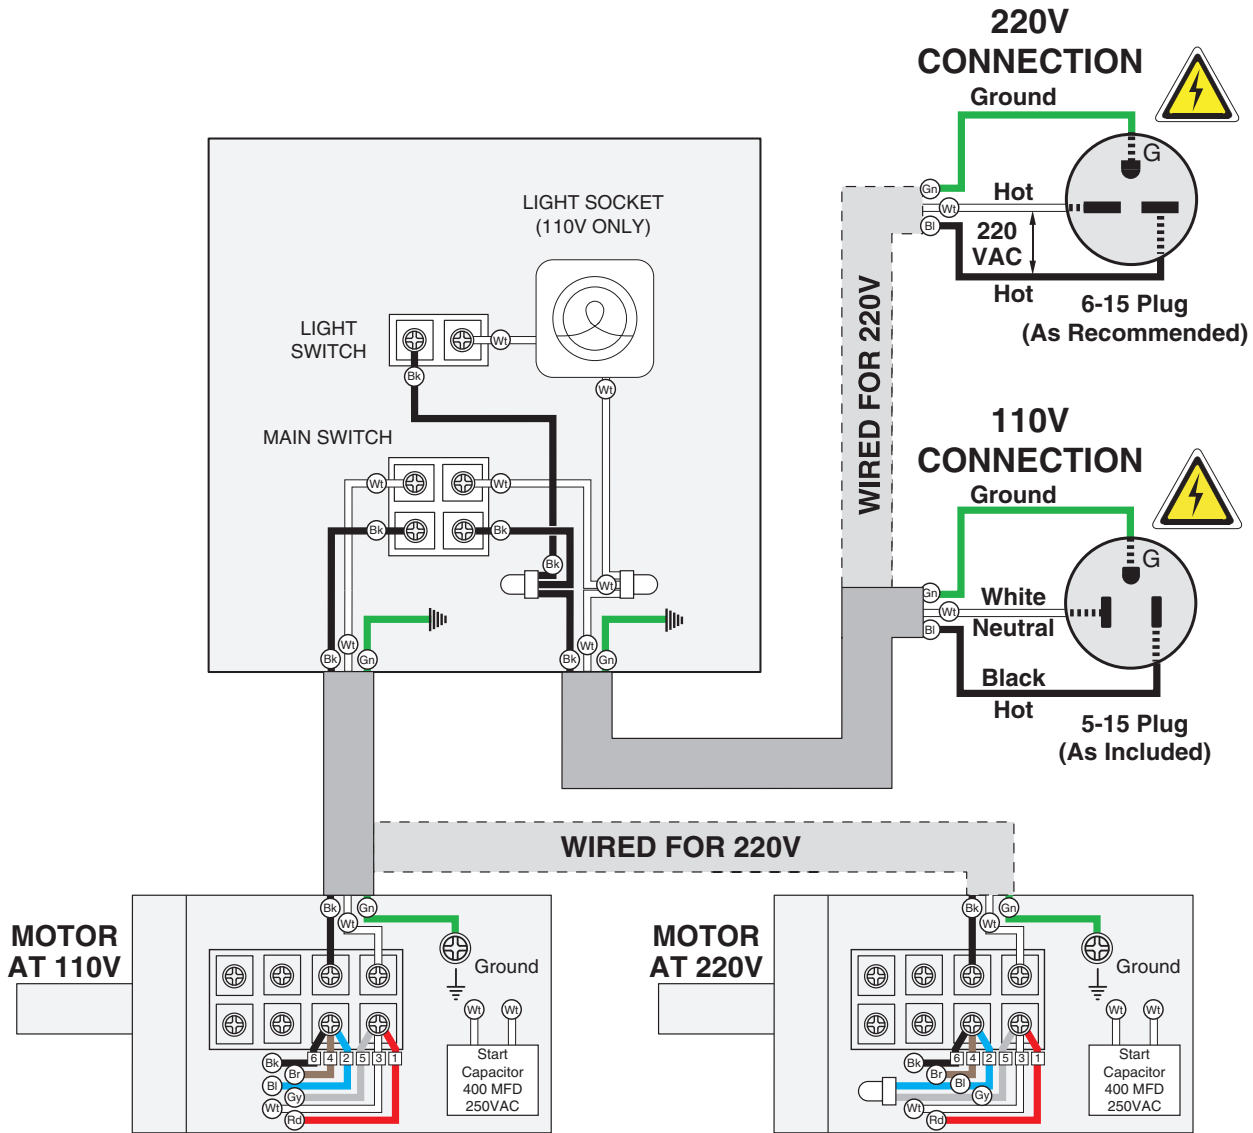 220V
CONNECTION
Ground
G
Gn
Hot
Wt
Bl
220
VAC
Hot
6-15 Plug
(As Recommended)
WIRED FOR 220V
110V
CONNECTION
Ground
G
Gn
White
Wt
Neutral
Bl
Black
Hot
5-15 Plug
(As Included)
LIGHT SOCKET
(110V ONLY)
LIGHT
SWITCH
Wt
Bk
Wt
MAIN SWITCH
Wt
Wt
Bk
Bk
Bk
Wt
Bk
Wt
Gn
Bk
Wt
Gn
WIRED FOR 220V
MOTOR
AT 110V
Bk
Gn
Wt
Ground
Wt
Wt
6 4 2 5 3 1
Bk
Br
Bl
Gy
Wt
Rd
Start
Capacitor
400 MFD
250VAC
MOTOR
AT 220V
Bk
Gn
Wt
Ground
Wt
Wt
6 4 2 5 3 1
Bk
Br
Bl
Gy
Wt
Rd
Start
Capacitor
400 MFD
250VAC